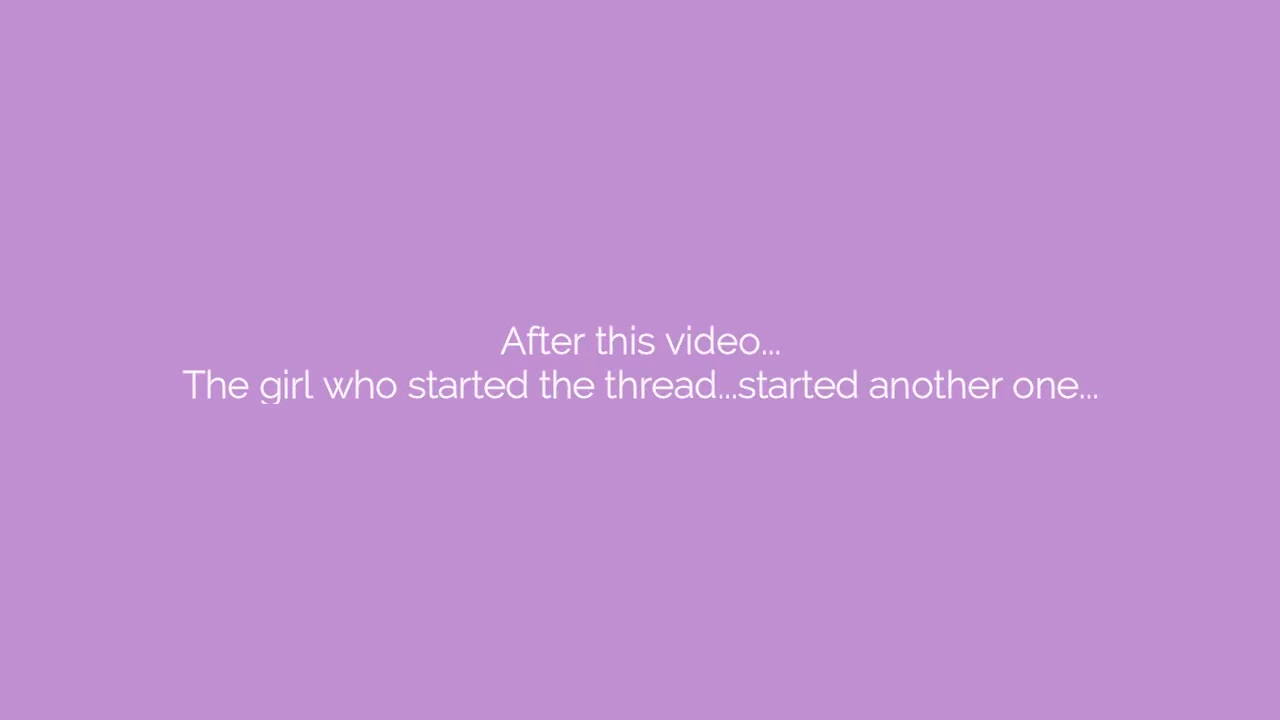 After this video...
The girl who started the thread...started another one...